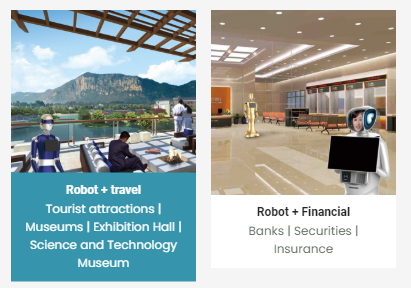 Robot + travel
Tourist attractions |
Museums | Exhibition Hall |
Science and Technology
Museum
Robot + Financial
Banks | Securities |
Insurance